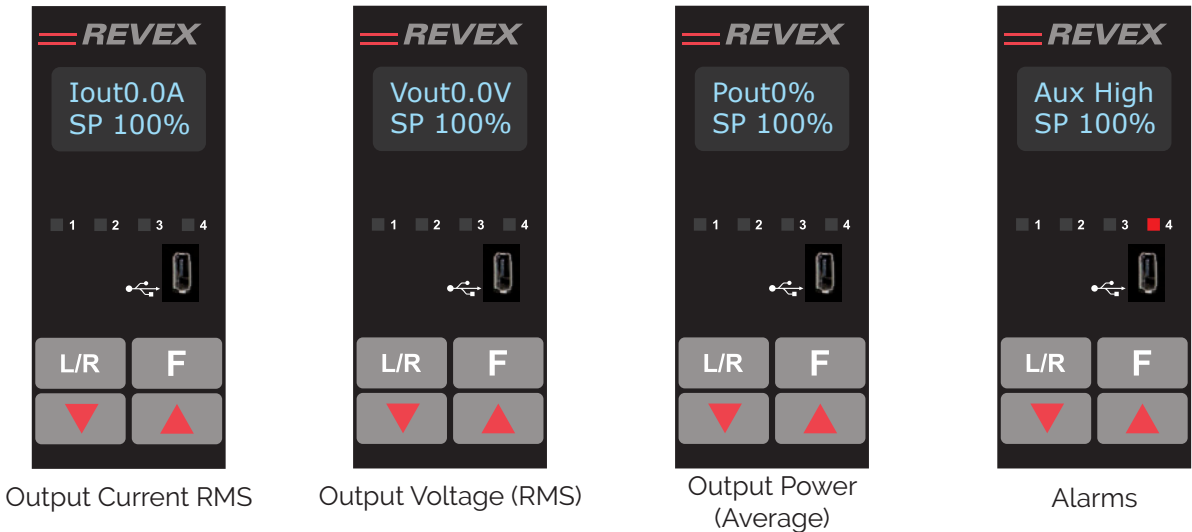 REVEX
Iout0.0A
SP 100%
1 2 3 4
L/R F
Output Current RMS
REVEX
Vout0.0V
SP 100%
1 2 3 4
L/R F
Output Voltage (RMS)
REVEX
Pout0%
SP 100%
1 2 3 4
L/R F
Output Power
(Average)
REVEX
Aux High
SP 100%
1 2 3 4
L/R F
Alarms